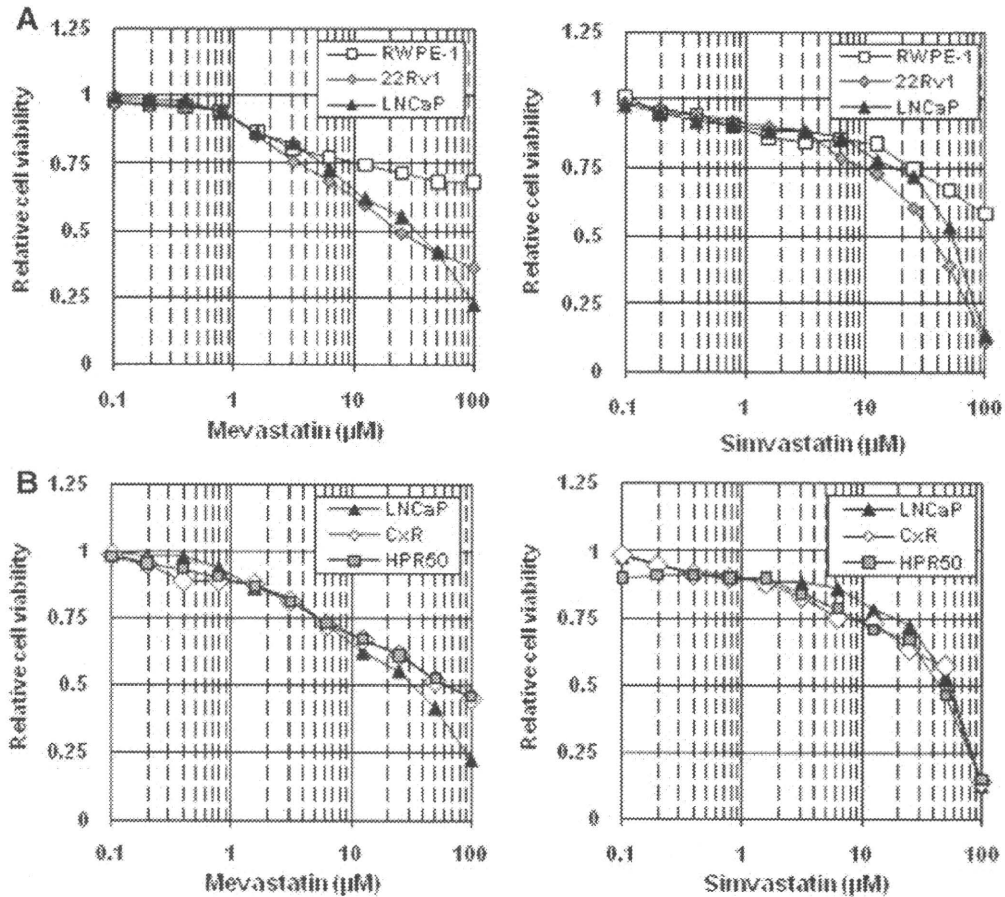 A
1.25
1
0.75
0.5
0.25
0
Relative cell viability
RWPE-1
22Rv1
LNCaP
0.1
1
10
100
Mevastatin (µM)
1.25
1
0.75
0.5
0.25
0
Relative cell viability
RWPE-1
22Rv1
LNCaP
0.1
1
10
100
Simvastatin (µM)
B
1.25
1
0.75
0.5
0.25
0
Relative cell viability
LNCaP
CxR
HPR50
0.1
1
10
100
Mevastatin (µM)
1.25
1
0.75
0.5
0.25
0
Relative cell viability
LNCaP
CxR
HPR50
0.1
1
10
100
Simvastatin (µM)